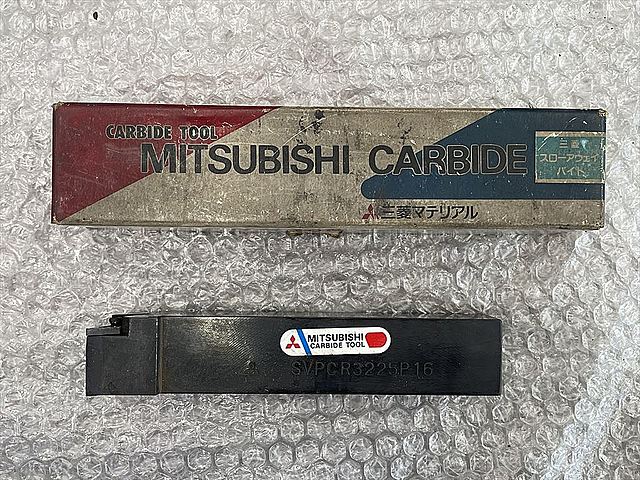 CARBIDE TOOL
MITSUBISHI CARBIDE
三菱
スローアウェイ
バイト
三菱マテリアル
MITSUBISHI
CARBIDE TOOL
SVPCR3225P16